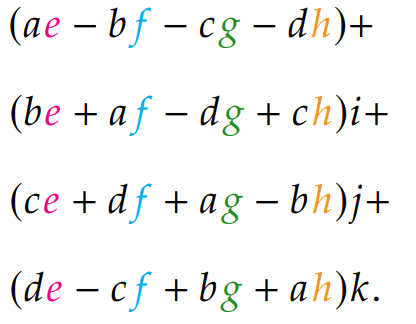 (ae − bf − cg − dh)+
(be + af − dg + ch)i+
(ce + df + ag − bh)j+
(de − cf + bg + ah)k.